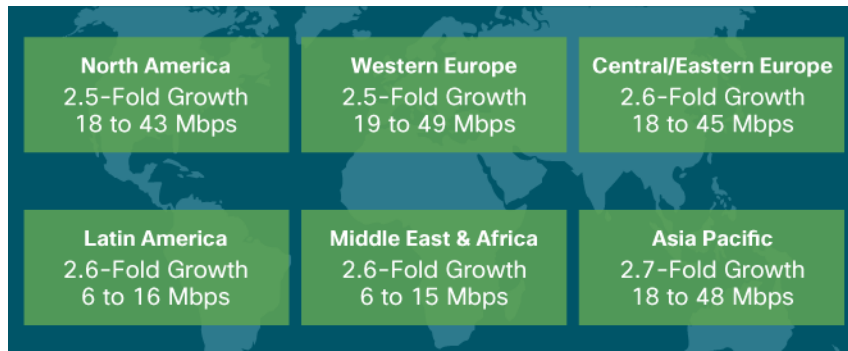 North America
2.5-Fold Growth
18 to 43 Mbps
Western Europe
2.5-Fold Growth
19 to 49 Mbps
Central/Eastern Europe
2.6-Fold Growth
18 to 45 Mbps
Latin America
2.6-Fold Growth
6 to 16 Mbps
Middle East & Africa
2.6-Fold Growth
6 to 15 Mbps
Asia Pacific
2.7-Fold Growth
18 to 48 Mbps